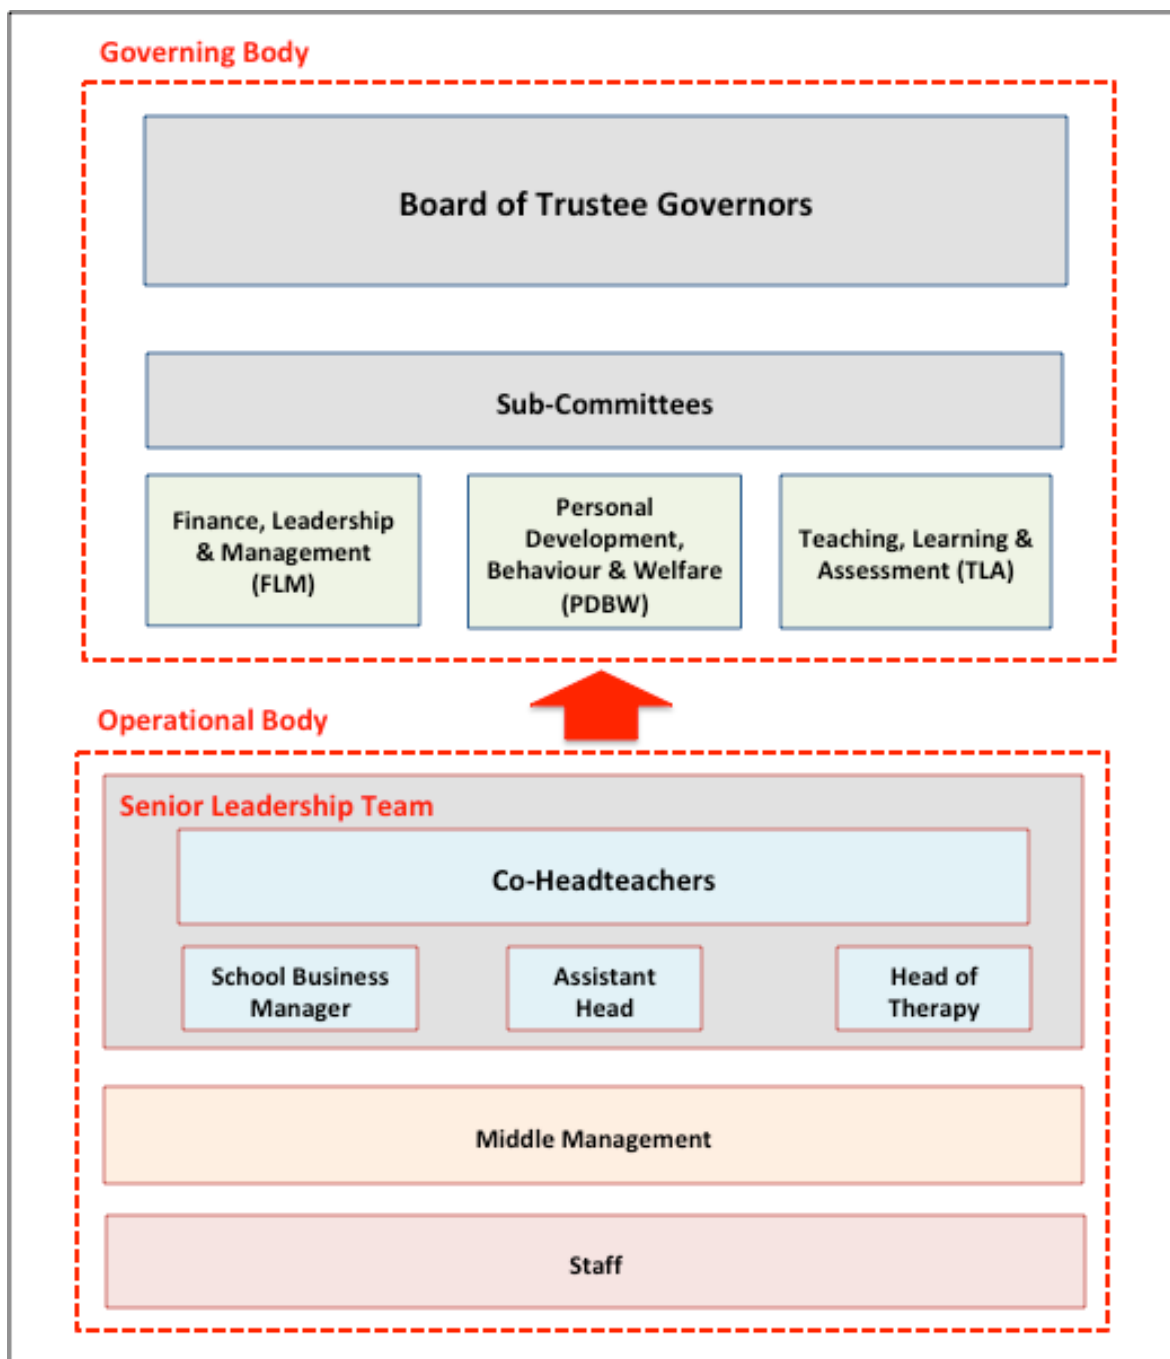 Governing Body
Board of Trustee Governors
Sub-Committees
Finance, Leadership
& Management
(FLM)
Personal
Development,
Behaviour & Welfare
(PDBW)
Teaching, Learning &
Assessment (TLA)
Operational Body
Senior Leadership Team
Co-Headteachers
School Business
Manager
Assistant
Head
Head of
Therapy
Middle Management
Staff